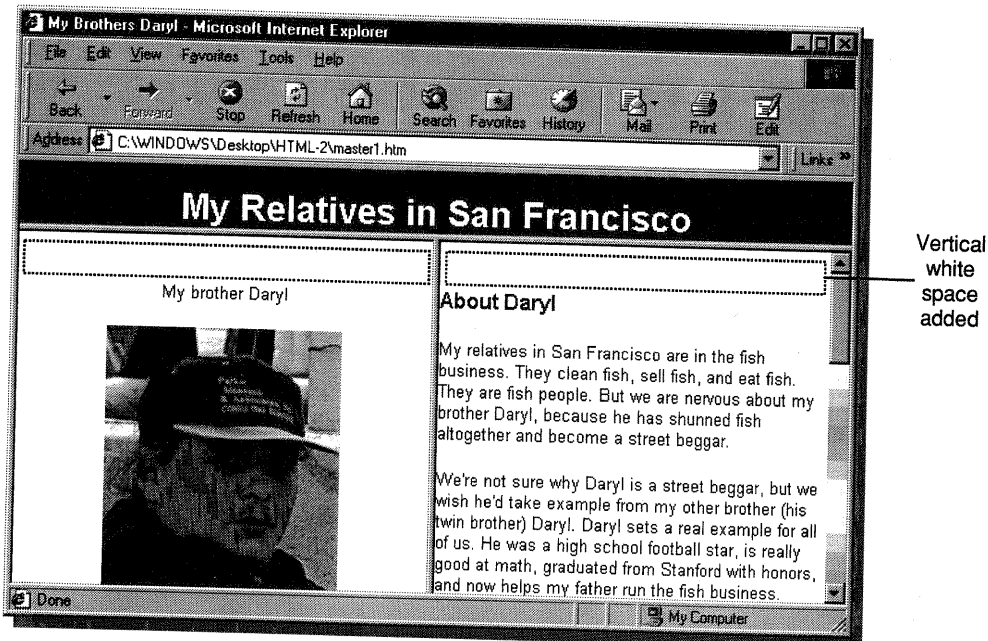 My Brothers Daryl - Microsoft Internet Explorer
File Edit View Favorites Tools Help
Back Forward Stop Refresh Home Search Favorites History Mail Print Edit
Address C:\WINDOWS\Desktop\HTML-2\master1.htm Links »
My Relatives in San Francisco
My brother Daryl
About Daryl
My relatives in San Francisco are in the fish
business. They clean fish, sell fish, and eat fish.
They are fish people. But we are nervous about my
brother Daryl, because he has shunned fish
altogether and become a street beggar.
We're not sure why Daryl is a street beggar, but we
wish he'd take example from my other brother (his
twin brother) Daryl. Daryl sets a real example for all
of us. He was a high school football star, is really
good at math, graduated from Stanford with honors,
and now helps my father run the fish business.
Done My Computer
Vertical
white
space
added